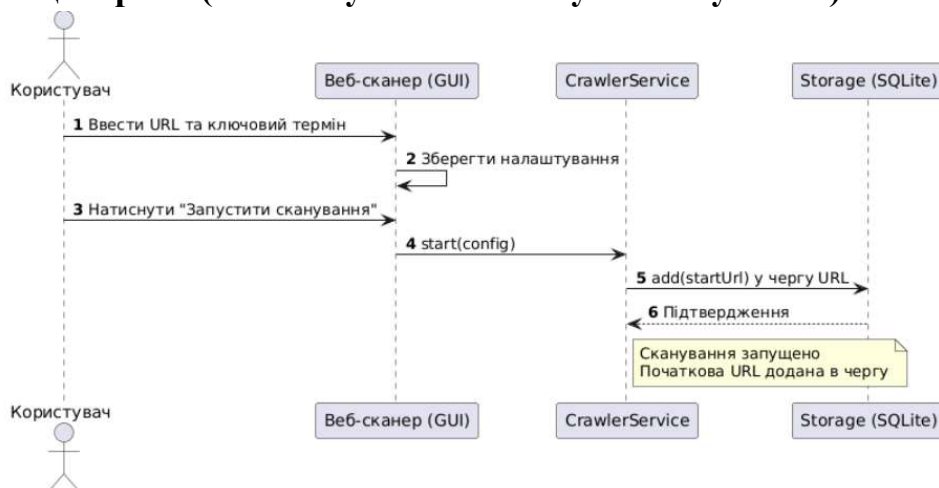 Користувач
Веб-сканер (GUI)
CrawlerService
Storage (SQLite)
1 Ввести URL та ключовий термін
2 Зберегти налаштування
3 Натиснути "Запустити сканування"
4 start(config)
5 add(startUrl) у чергу URL
6 Підтвердження
Сканування запущено
Початкова URL додана в чергу
Користувач
Веб-сканер (GUI)
CrawlerService
Storage (SQLite)